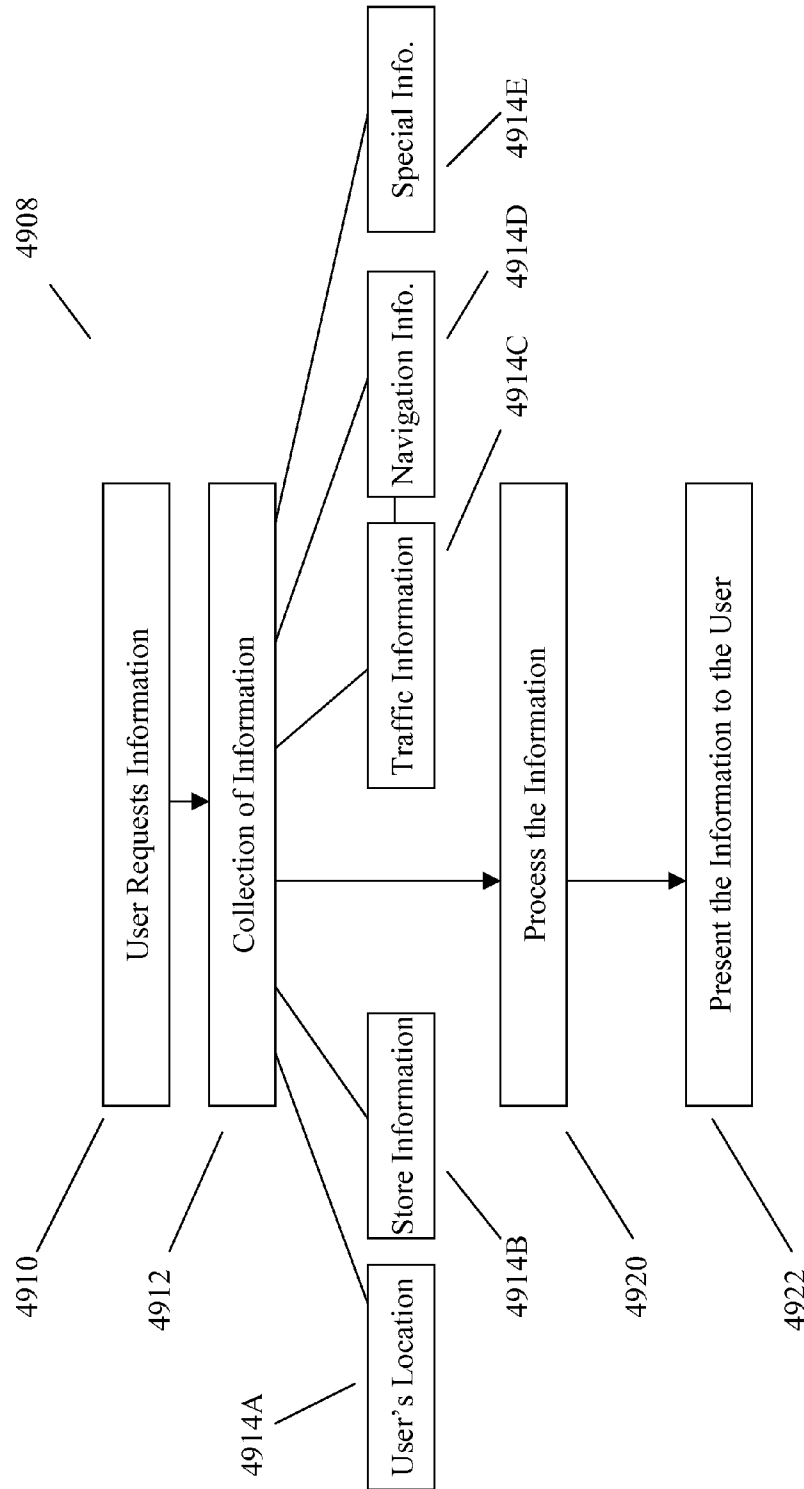 4908
4910
User Requests Information
4912
Collection of Information
4914A
User's Location
Store Information
4914B
Traffic Information
4914C
Navigation Info.
4914D
Special Info.
4914E
4920
Process the Information
4922
Present the Information to the User